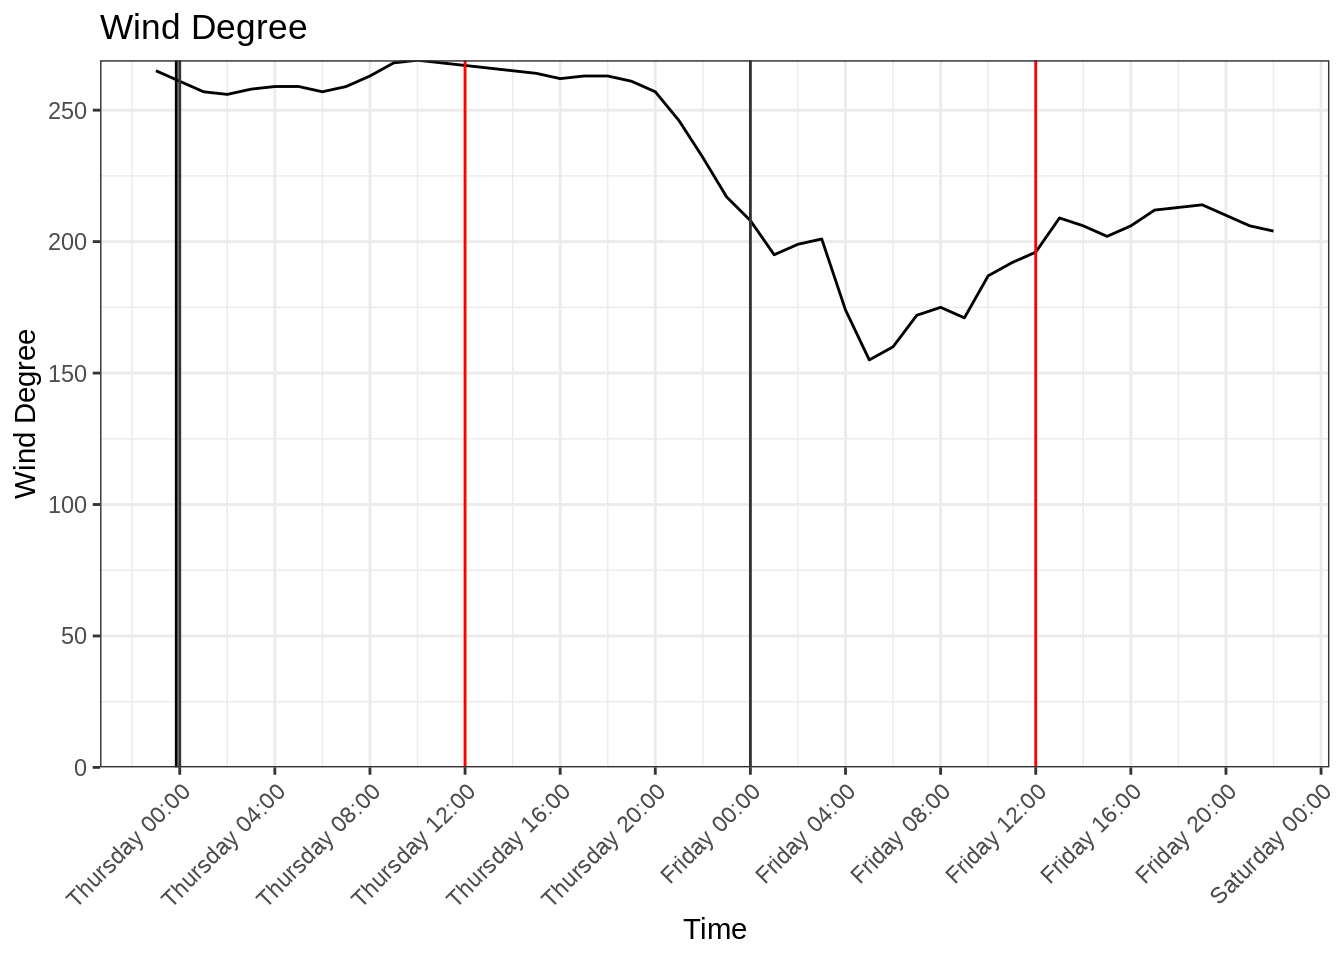 Wind Degree
Wind Degree
250
200
150
100
50
0
Thursday 00:00
Thursday 04:00
Thursday 08:00
Thursday 12:00
Thursday 16:00
Thursday 20:00
Friday 00:00
Friday 04:00
Friday 08:00
Friday 12:00
Friday 16:00
Friday 20:00
Saturday 00:00
Time